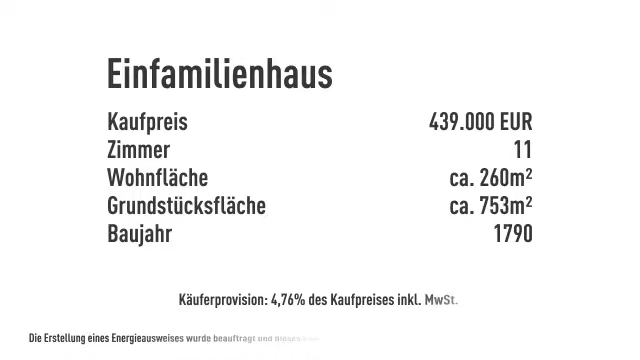 Einfamilienhaus
Kaufpreis 439.000 EUR
Zimmer 11
Wohnfläche ca. 260m²
Grundstücksfläche ca. 753m²
Baujahr 1790
Käuferprovision: 4,76% des Kaufpreises inkl. MwSt.
Die Erstellung eines Energieausweises wurde beauftragt und